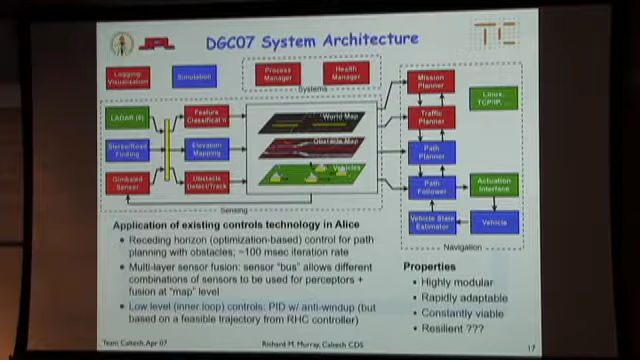 JPL
DGC07 System Architecture
Logging/
Visualization
Simulation
Process
Manager
Health
Manager
Systems
Mission
Planner
Linux,
TCP/IP, ...
LADAR (6)
Feature
Classificat'n
World Map
Traffic
Planner
Stereo/Road
Finding
Elevation
Mapping
Obstacle Map
Path
Planner
Gimbaled
Sensor
Obstacle
Detect/Track
Vehicles
Path
Follower
Actuation
Interface
Sensing
Vehicle State
Estimator
Vehicle
Navigation
Application of existing controls technology in Alice
• Receding horizon (optimization-based) control for path
planning with obstacles; ~100 msec iteration rate
• Multi-layer sensor fusion: sensor "bus" allows different
combinations of sensors to be used for perceptors +
fusion at "map" level
• Low level (inner loop) controls: PID w/ anti-windup (but
based on a feasible trajectory from RHC controller)
Properties
• Highly modular
• Rapidly adaptable
• Constantly viable
• Resilient ???
Team Caltech, Apr 07
Richard M. Murray, Caltech CDS
17